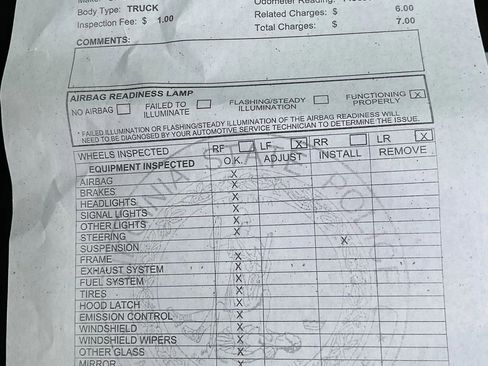 Body Type: TRUCK
Odometer Reading:
Inspection Fee: $ 1.00
Related Charges: $ 6.00
Total Charges: $ 7.00
COMMENTS:
AIRBAG READINESS LAMP
NO AIRBAG FAILED TO ILLUMINATE FLASHING/STEADY ILLUMINATION FUNCTIONING PROPERLY X
* FAILED ILLUMINATION OR FLASHING/STEADY ILLUMINATION OF THE AIRBAG READINESS WILL
NEED TO BE DIAGNOSED BY YOUR AUTOMOTIVE SERVICE TECHNICIAN TO DETERMINE THE ISSUE.
WHEELS INSPECTED RF LF X RR LR X
EQUIPMENT INSPECTED O.K. ADJUST INSTALL REMOVE
AIRBAG X
BRAKES X
HEADLIGHTS X
SIGNAL LIGHTS X
OTHER LIGHTS X
STEERING X
SUSPENSION X
FRAME X
EXHAUST SYSTEM X
FUEL SYSTEM X
TIRES X
HOOD LATCH X
EMISSION CONTROL X
WINDSHIELD X
WINDSHIELD WIPERS X
OTHER GLASS X
MIRROR X